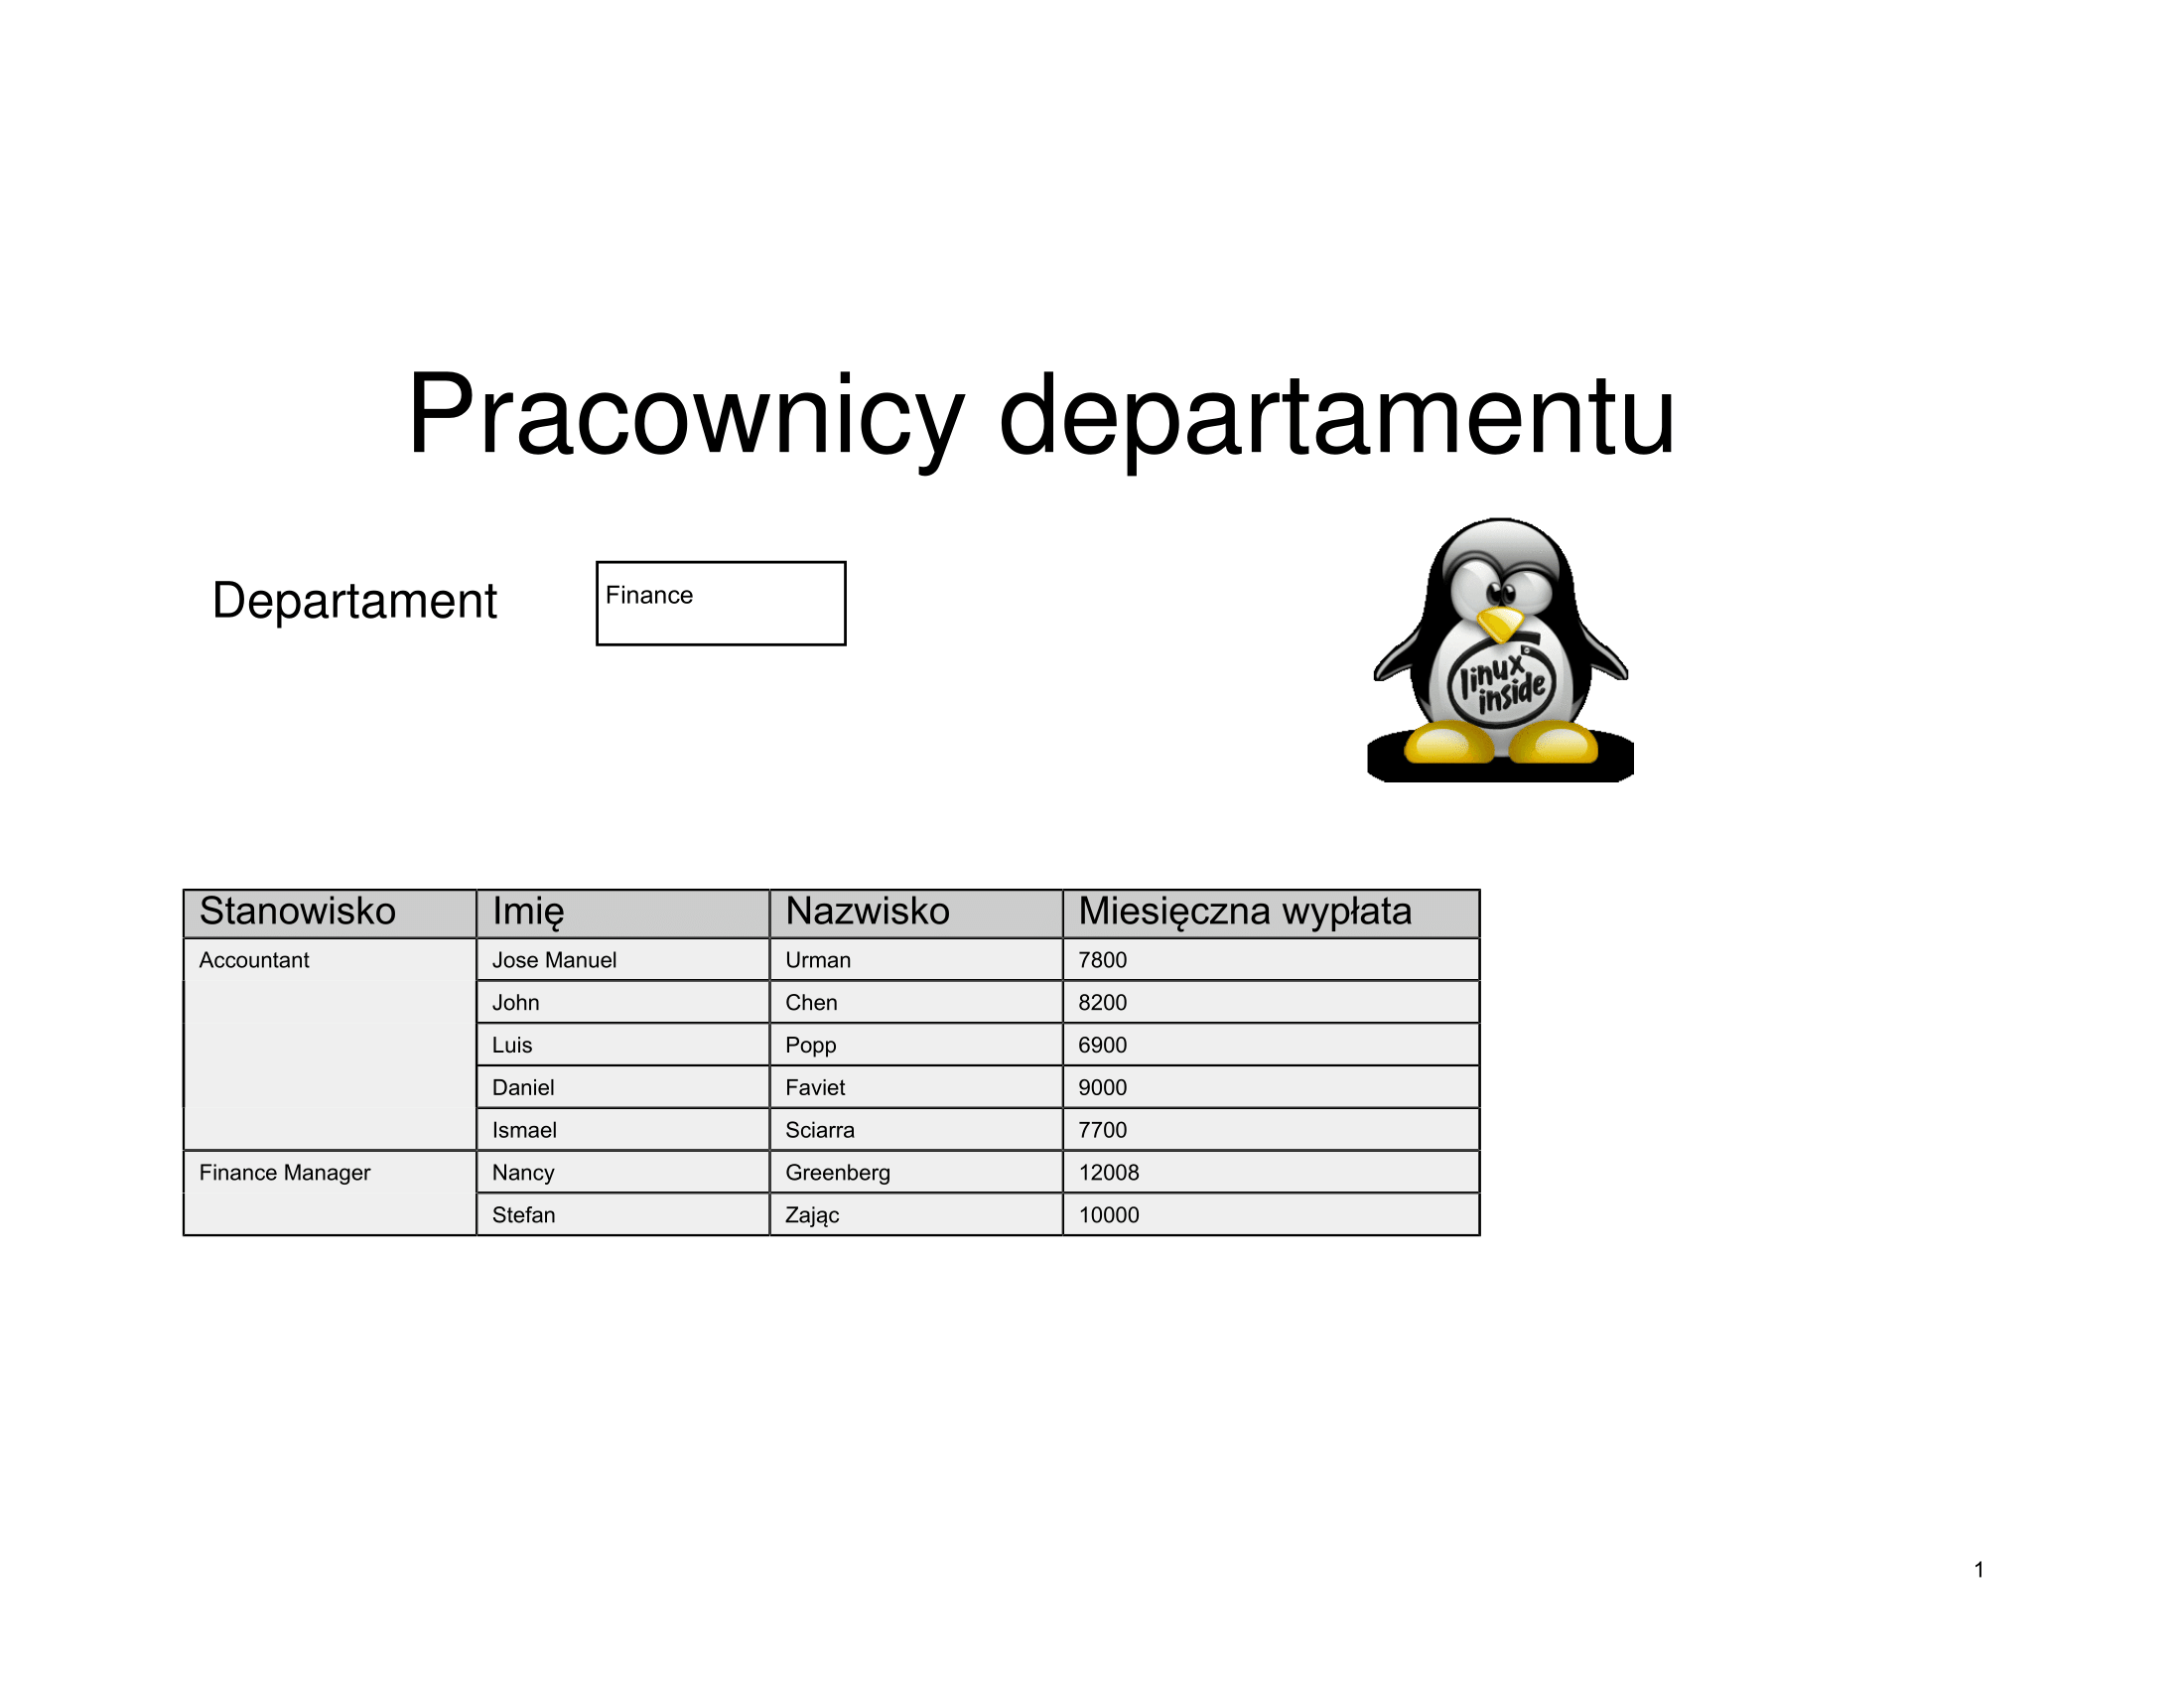 Pracownicy departamentu
Departament Finance
linux
inside
Stanowisko Imię Nazwisko Miesięczna wypłata
Accountant Jose Manuel Urman 7800
John Chen 8200
Luis Popp 6900
Daniel Faviet 9000
Ismael Sciarra 7700
Finance Manager Nancy Greenberg 12008
Stefan Zając 10000
1